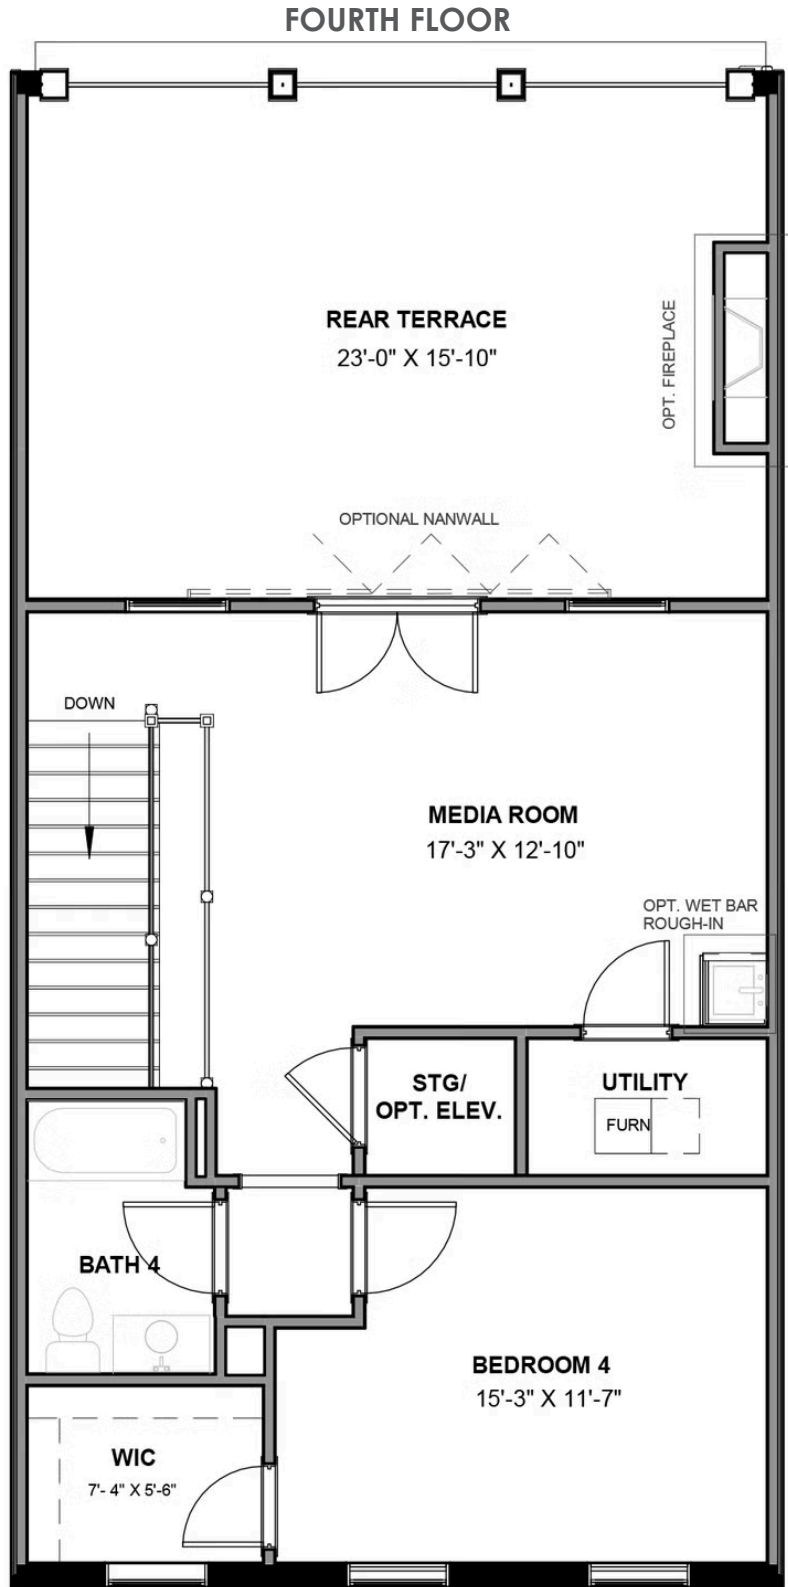 FOURTH FLOOR
REAR TERRACE
23'-0" X 15'-10"
OPT. FIREPLACE
OPTIONAL NANWALL
DOWN
MEDIA ROOM
17'-3" X 12'-10"
OPT. WET BAR
ROUGH-IN
STG/
OPT. ELEV.
UTILITY
FURN
BATH 4
BEDROOM 4
15'-3" X 11'-7"
WIC
7'- 4" X 5'-6"